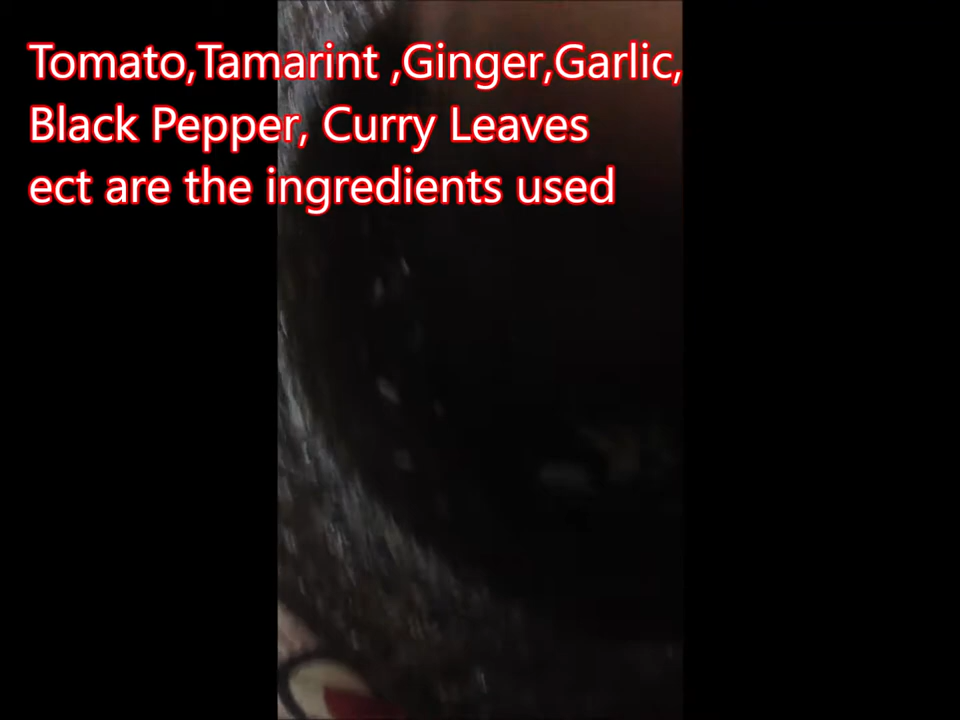 Tomato,Tamarint ,Ginger,Garlic,
Black Pepper, Curry Leaves
ect are the ingredients used